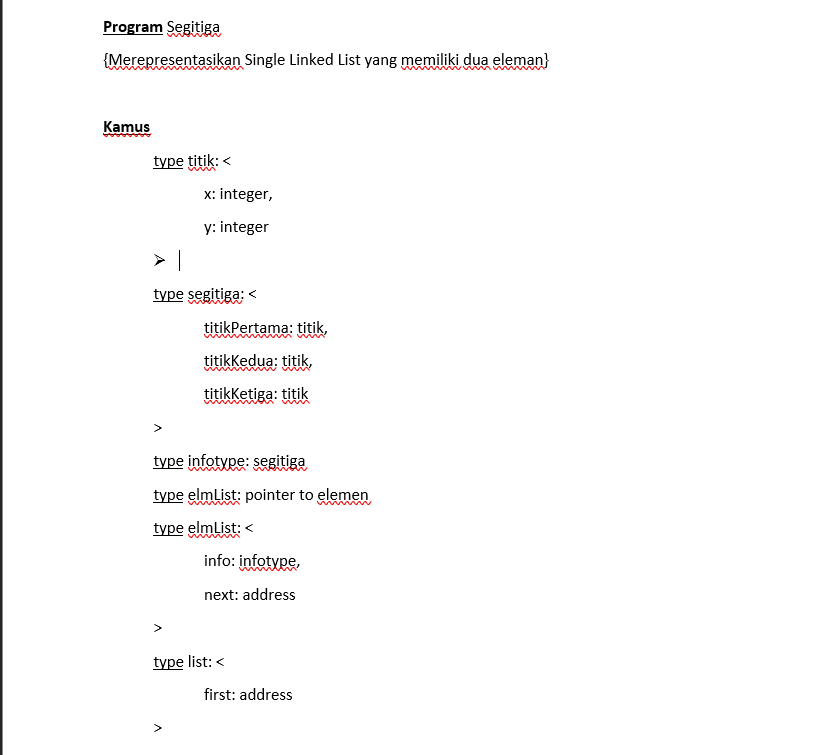 Program Segitiga
{Merepresentasikan Single Linked List yang memiliki dua eleman}
Kamus
type titik: <
x: integer,
y: integer
➢
type segitiga: <
titikPertama: titik,
titikKedua: titik,
titikKetiga: titik
>
type infotype: segitiga
type elmList: pointer to elemen
type elmList: <
info: infotype,
next: address
>
type list: <
first: address
>